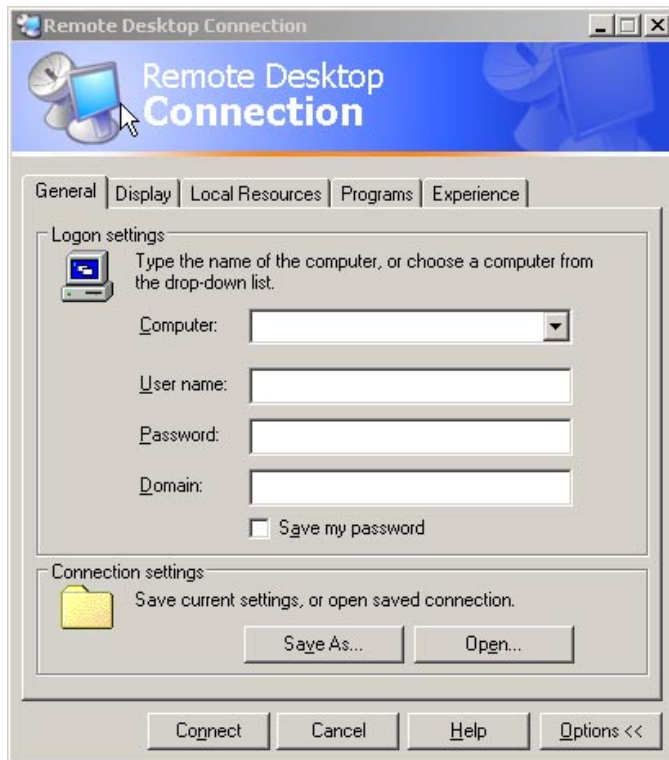 Remote Desktop Connection
Remote Desktop
Connection
General Display Local Resources Programs Experience
Logon settings
Type the name of the computer, or choose a computer from
the drop-down list.
Computer:
User name:
Password:
Domain:
Save my password
Connection settings
Save current settings, or open saved connection.
Save As... Open...
Connect Cancel Help Options <<